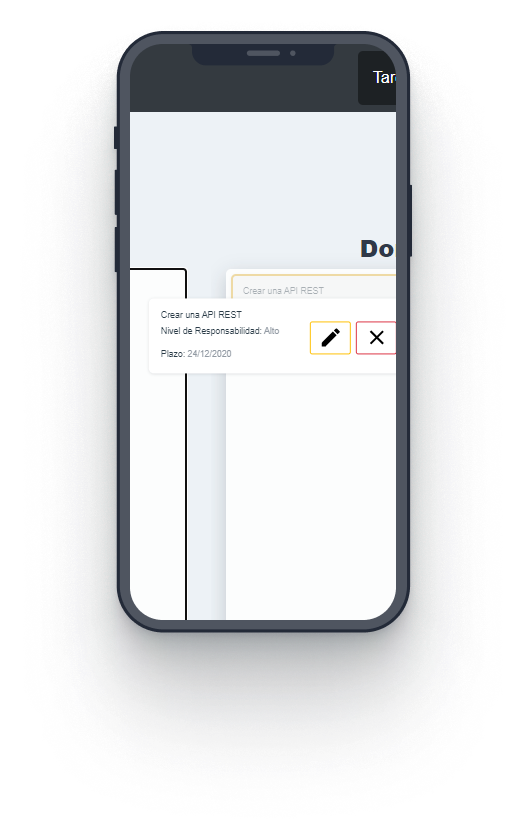 Tar
Do
Crear una API REST
Crear una API REST
Nivel de Responsabilidad: Alto
Plazo: 24/12/2020